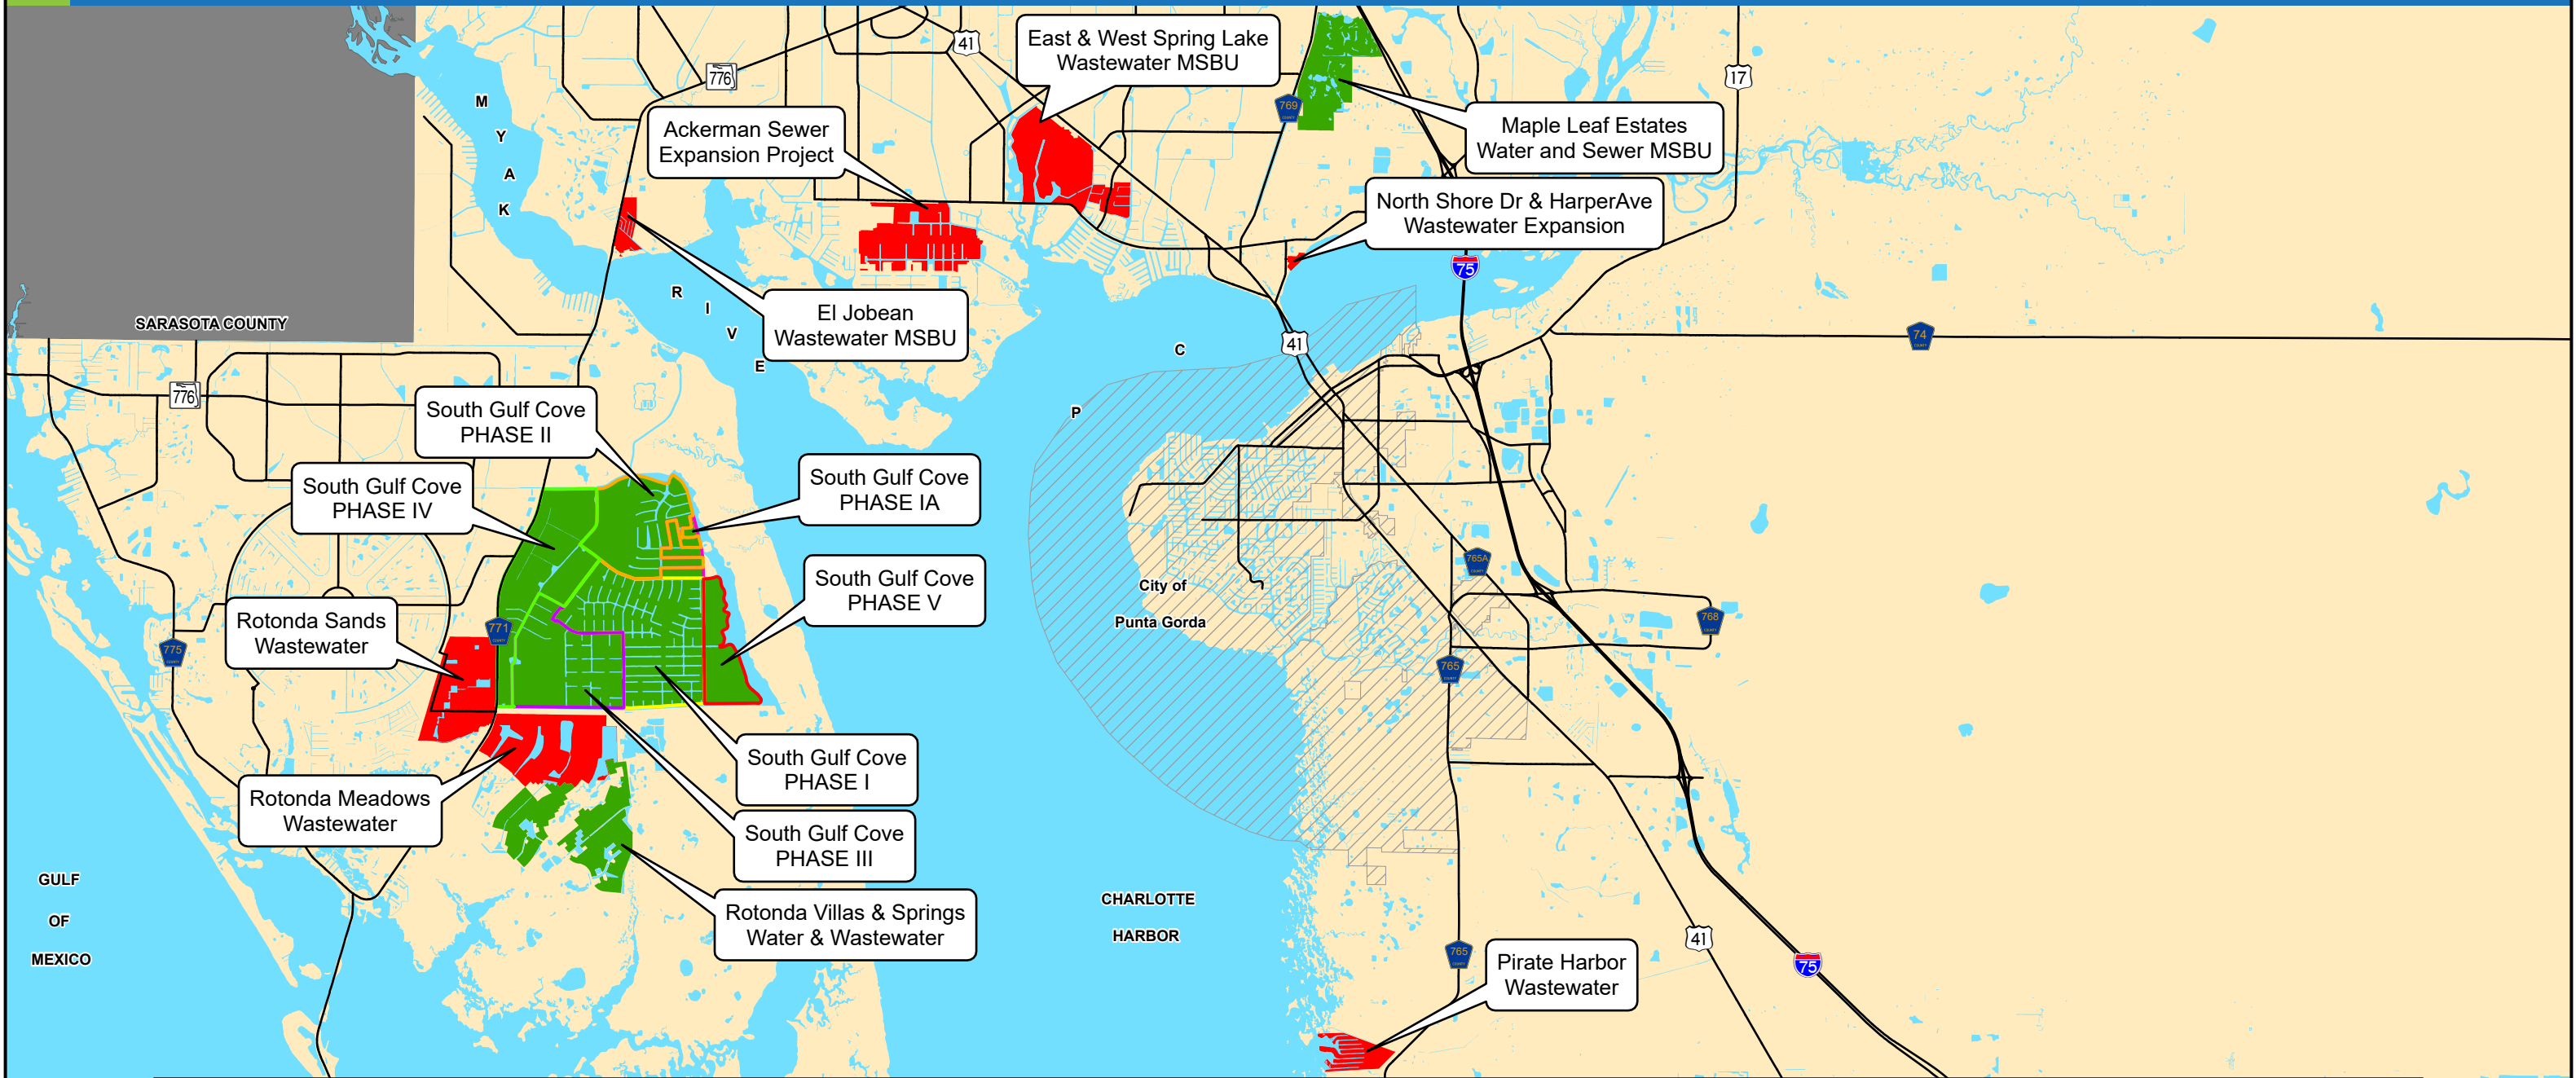 41
776
East & West Spring Lake
Wastewater MSBU
17
769
M
Y
A
K
Ackerman Sewer
Expansion Project
Maple Leaf Estates
Water and Sewer MSBU
North Shore Dr & HarperAve
Wastewater Expansion
75
R
I
V
E
El Jobean
Wastewater MSBU
SARASOTA COUNTY
41
74
C
P
776
South Gulf Cove
PHASE II
South Gulf Cove
PHASE IV
South Gulf Cove
PHASE IA
South Gulf Cove
PHASE V
765A
City of
Punta Gorda
768
Rotonda Sands
Wastewater
771
775
765
South Gulf Cove
PHASE I
Rotonda Meadows
Wastewater
South Gulf Cove
PHASE III
Rotonda Villas & Springs
Water & Wastewater
GULF
OF
MEXICO
CHARLOTTE
HARBOR
41
765
75
Pirate Harbor
Wastewater